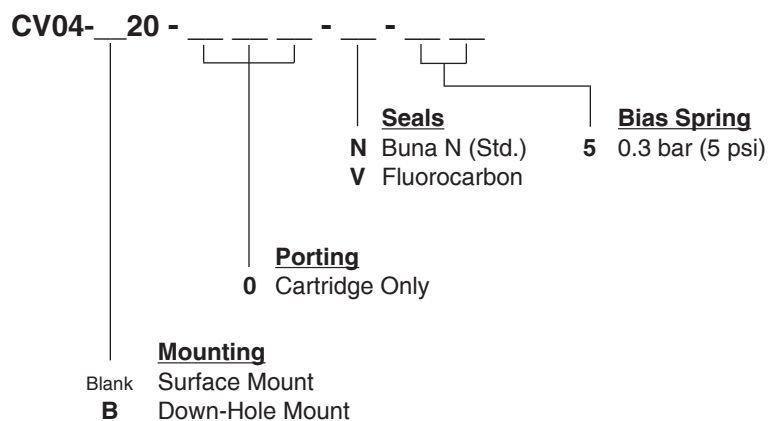 CV04-__20 - __ __ __ - __ - __ __
Seals
N Buna N (Std.)
V Fluorocarbon
Bias Spring
5 0.3 bar (5 psi)
Porting
0 Cartridge Only
Mounting
Blank Surface Mount
B Down-Hole Mount